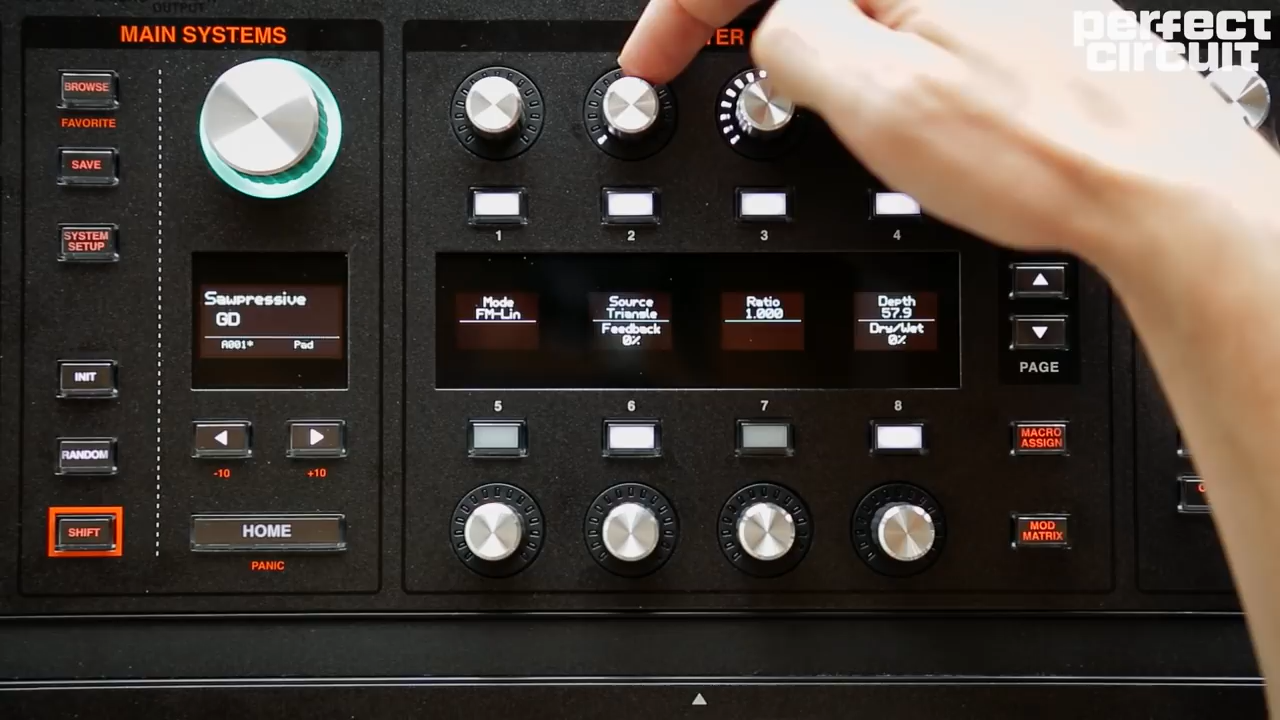 OUTPUT
MAIN SYSTEMS
TER
perfect
circuit
BROWSE
FAVORITE
SAVE
SYSTEM
SETUP
INIT
RANDOM
SHIFT
Sawpressive
GD
A001* Pad
-10 +10
HOME
PANIC
1 2 3 4
Mode
FM-Lin
Source
Triangle
Feedback
0%
Ratio
1.000
Depth
57.9
Dry/Wet
0%
5 6 7 8
PAGE
MACRO
ASSIGN
MOD
MATRIX